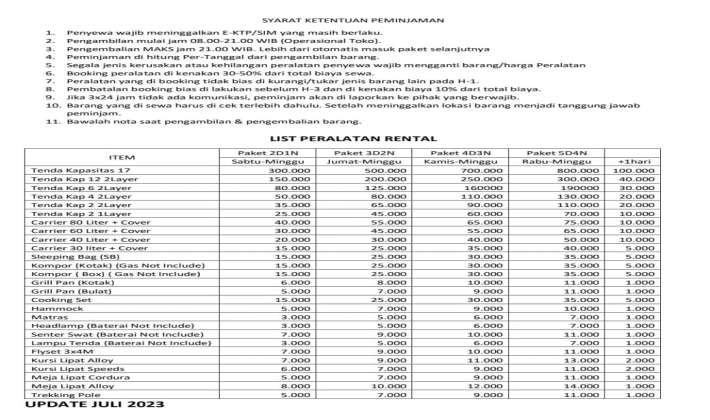 SYARAT KETENTUAN PEMINJAMAN
1. Penyewa wajib meninggalkan E-KTP/SIM yang masih berlaku.
2. Pengambilan mulai jam 08.00-21.00 WIB (Operasional Toko).
3. Pengembalian MAKS jam 21.00 WIB. Lebih dari otomatis masuk paket selanjutnya
4. Peminjaman di hitung Per-Tanggal dari pengambilan barang.
5. Segala jenis kerusakan atau kehilangan peralatan penyewa wajib mengganti barang/harga Peralatan
6. Booking peralatan di kenakan 30-50% dari total biaya sewa.
7. Peralatan yang di booking tidak bias di kurangi/tukar jenis barang lain pada H-1.
8. Pembatalan booking bias di lakukan sebelum H-3 dan di kenakan biaya 10% dari total biaya.
9. Jika 3x24 jam tidak ada komunikasi, peminjam akan di laporkan ke pihak yang berwajib.
10. Barang yang di sewa harus di cek terlebih dahulu. Setelah meninggalkan lokasi barang menjadi tanggung jawab
peminjam.
11. Bawalah nota saat pengambilan & pengembalian barang.
LIST PERALATAN RENTAL
ITEM Paket 2D1N Paket 3D2N Paket 4D3N Paket 5D4N
Sabtu-Minggu Jumat-Minggu Kamis-Minggu Rabu-Minggu +1hari
Tenda Kapasitas 17 300.000 500.000 700.000 800.000 100.000
Tenda Kap 12 2Layer 150.000 200.000 250.000 300.000 40.000
Tenda Kap 6 2Layer 80.000 125.000 160000 190000 30.000
Tenda Kap 4 2Layer 50.000 80.000 110.000 130.000 20.000
Tenda Kap 2 2Layer 35.000 65.000 90.000 110.000 20.000
Tenda Kap 2 1Layer 25.000 45.000 60.000 70.000 10.000
Carrier 80 Liter + Cover 40.000 55.000 65.000 75.000 10.000
Carrier 60 Liter + Cover 30.000 45.000 55.000 65.000 10.000
Carrier 40 Liter + Cover 20.000 30.000 40.000 50.000 10.000
Carrier 30 liter + Cover 15.000 25.000 35.000 40.000 5.000
Sleeping Bag (SB) 15.000 25.000 30.000 35.000 5.000
Kompor (Kotak) (Gas Not Include) 15.000 25.000 30.000 35.000 5.000
Kompor ( Box) ( Gas Not Include) 15.000 25.000 30.000 35.000 5.000
Grill Pan (Kotak) 6.000 8.000 10.000 11.000 1.000
Grill Pan (Bulat) 5.000 7.000 9.000 11.000 1.000
Cooking Set 15.000 25.000 30.000 35.000 5.000
Hammock 5.000 7.000 9.000 10.000 1.000
Matras 3.000 5.000 6.000 7.000 1.000
Headlamp (Baterai Not Include) 3.000 5.000 6.000 7.000 1.000
Senter Swat (Baterai Not Include) 7.000 9.000 10.000 11.000 1.000
Lampu Tenda (Baterai Not Include) 3.000 5.000 6.000 7.000 1.000
Flyset 3x4M 7.000 9.000 10.000 11.000 1.000
Kursi Lipat Alloy 7.000 9.000 11.000 13.000 2.000
Kursi Lipat Speeds 6.000 7.000 9.000 11.000 2.000
Meja Lipat Cordura 5.000 7.000 9.000 11.000 1.000
Meja Lipat Alloy 8.000 10.000 12.000 14.000 1.000
Trekking Pole 5.000 7.000 9.000 11.000 1.000
UPDATE JULI 2023